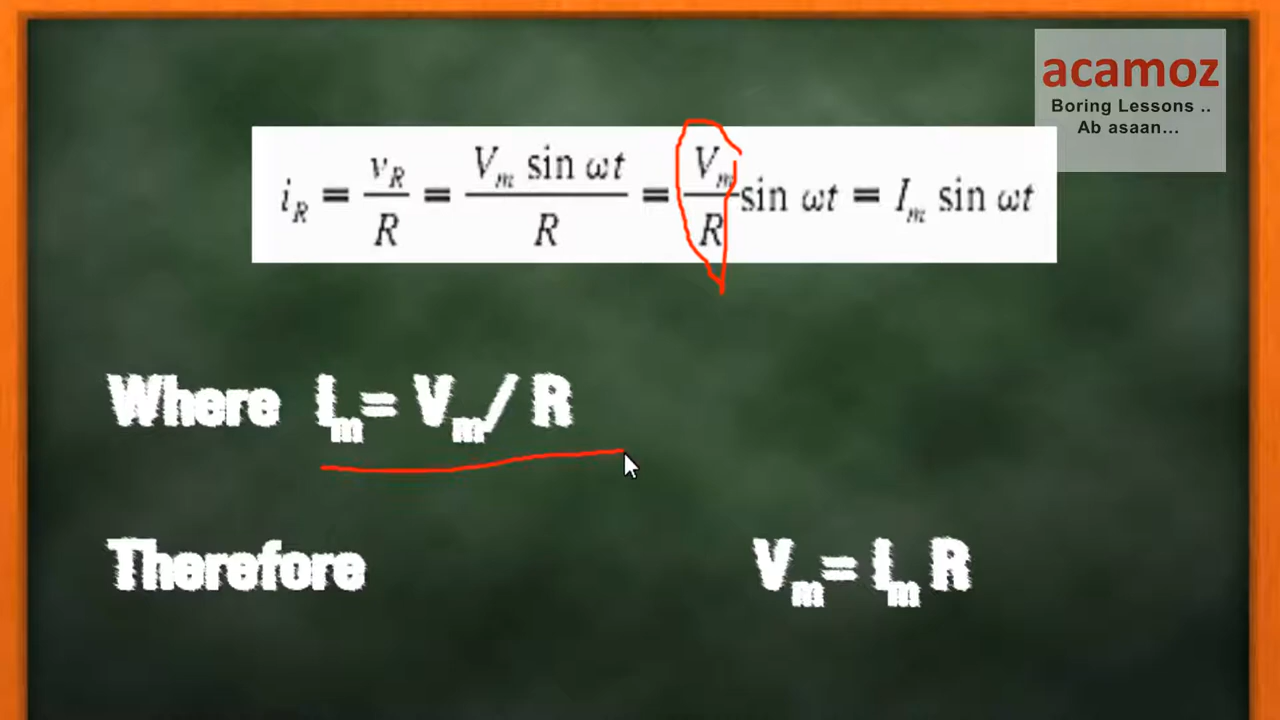 acamoz
Boring Lessons ..
Ab asaan...
i_R = v_R / R = V_m sin ωt / R = V_m / R sin ωt = I_m sin ωt
Where I_m = V_m / R
Therefore V_m = I_m R